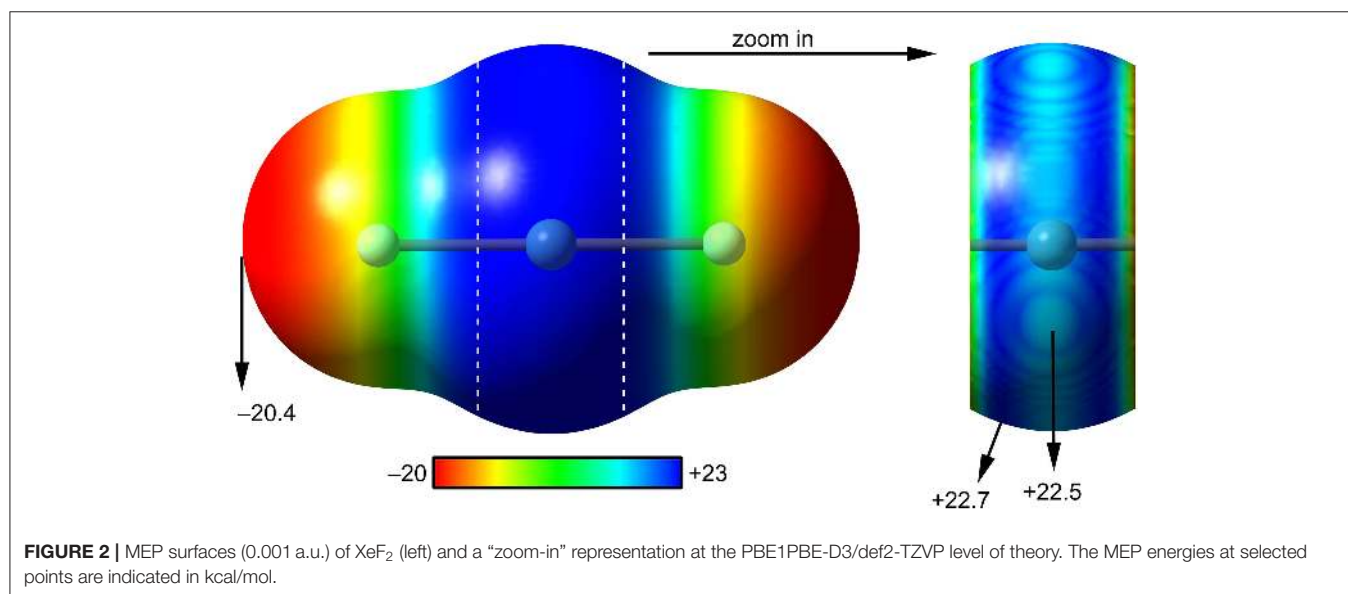 zoom in
−20.4
−20
+23
+22.7
+22.5
FIGURE 2 | MEP surfaces (0.001 a.u.) of XeF₂ (left) and a “zoom-in” representation at the PBE1PBE-D3/def2-TZVP level of theory. The MEP energies at selected
points are indicated in kcal/mol.